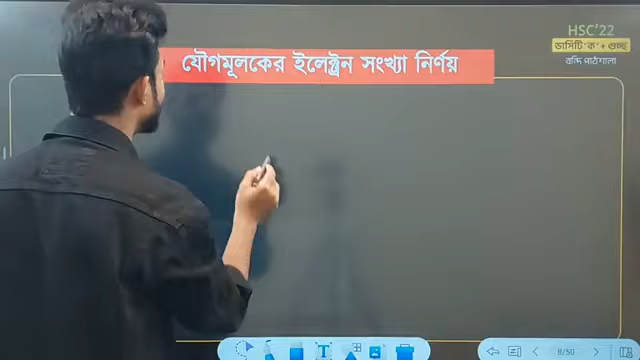 HSC'22
ভার্সিটি 'ক' + গুচ্ছ
বন্দি পাঠশালা
যৌগমূলকের ইলেক্ট্রন সংখ্যা নির্ণয়
8/50